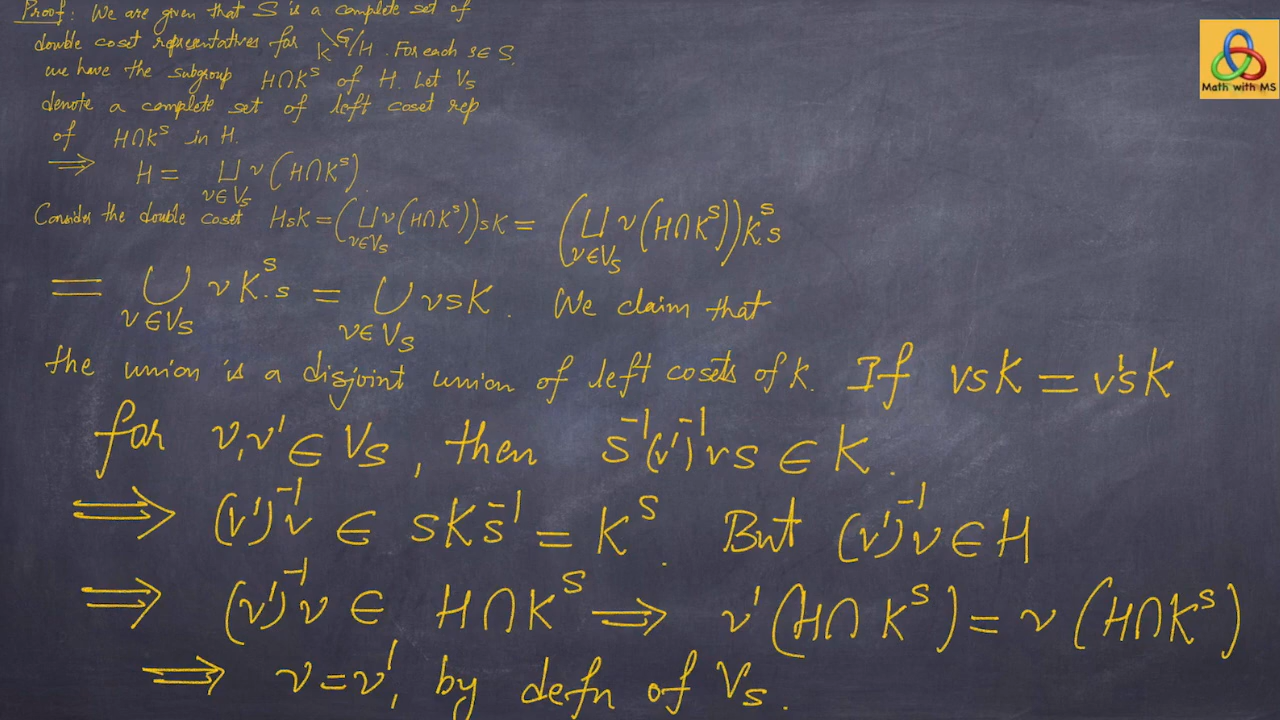 Proof: We are given that S is a complete set of
double coset representatives for K\G/H. For each s∈S,
we have the subgroup H∩K^s of H. Let V_s
denote a complete set of left coset rep
of H∩K^s in H.
⟹ H = ⊔_{v∈V_s} v(H∩K^s)
Consider the double coset HsK = (⊔_{v∈V_s} v(H∩K^s))sK = (⊔_{v∈V_s} v(H∩K^s))K^s.s
= ∪_{v∈V_s} vK^s.s = ∪_{v∈V_s} vsK. We claim that
the union is a disjoint union of left cosets of K. If vsK = v'sK
for v,v' ∈ V_s, then s^{-1}(v')^{-1}vs ∈ K.
⟹ (v')^{-1}v ∈ sKs^{-1} = K^s. But (v')^{-1}v ∈ H
⟹ (v')^{-1}v ∈ H∩K^s ⟹ v'(H∩K^s) = v(H∩K^s)
⟹ v=v', by defn of V_s.
Math with MS